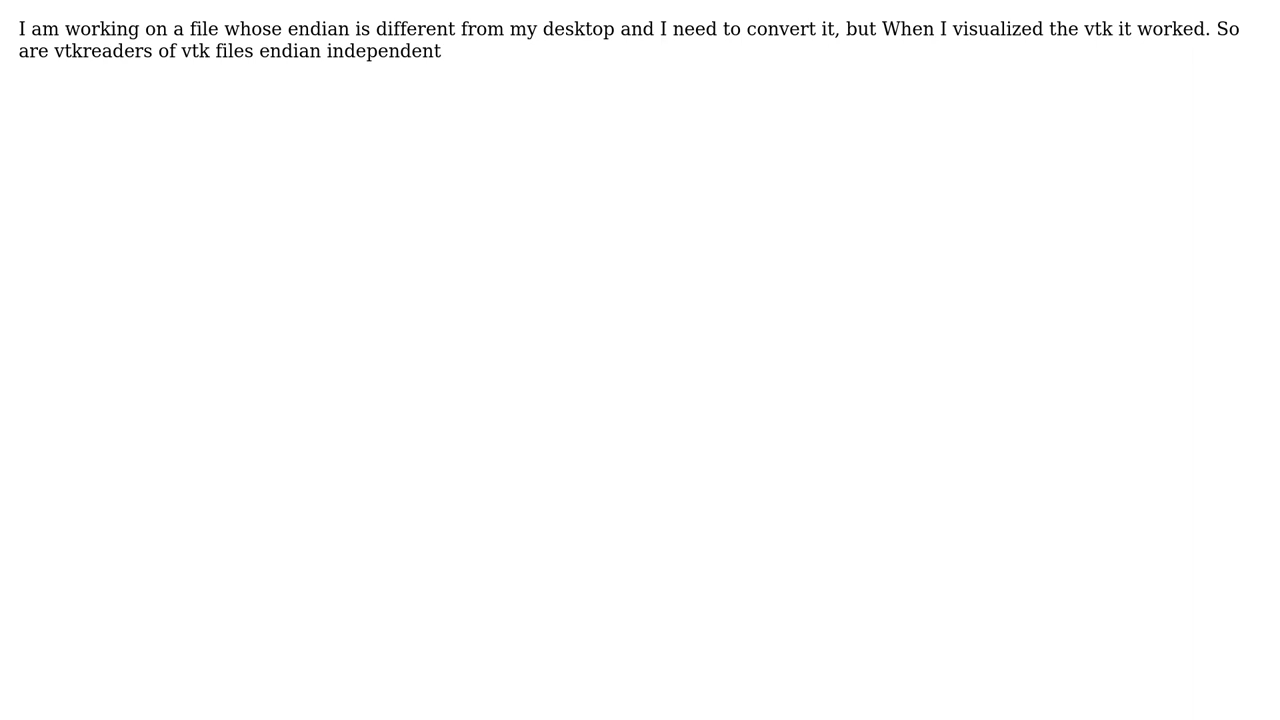 I am working on a file whose endian is different from my desktop and I need to convert it, but When I visualized the vtk it worked. So
are vtkreaders of vtk files endian independent